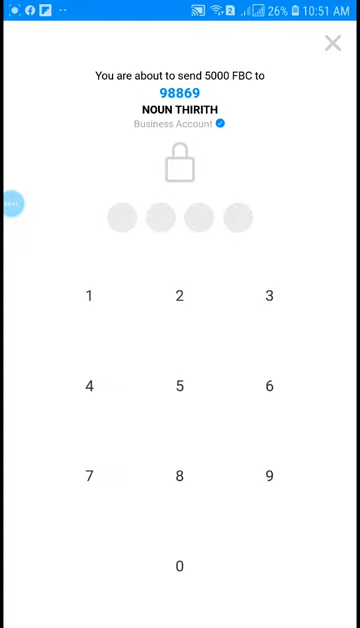 26% 10:51 AM
You are about to send 5000 FBC to
98869
NOUN THIRITH
Business Account
1 2 3
4 5 6
7 8 9
0